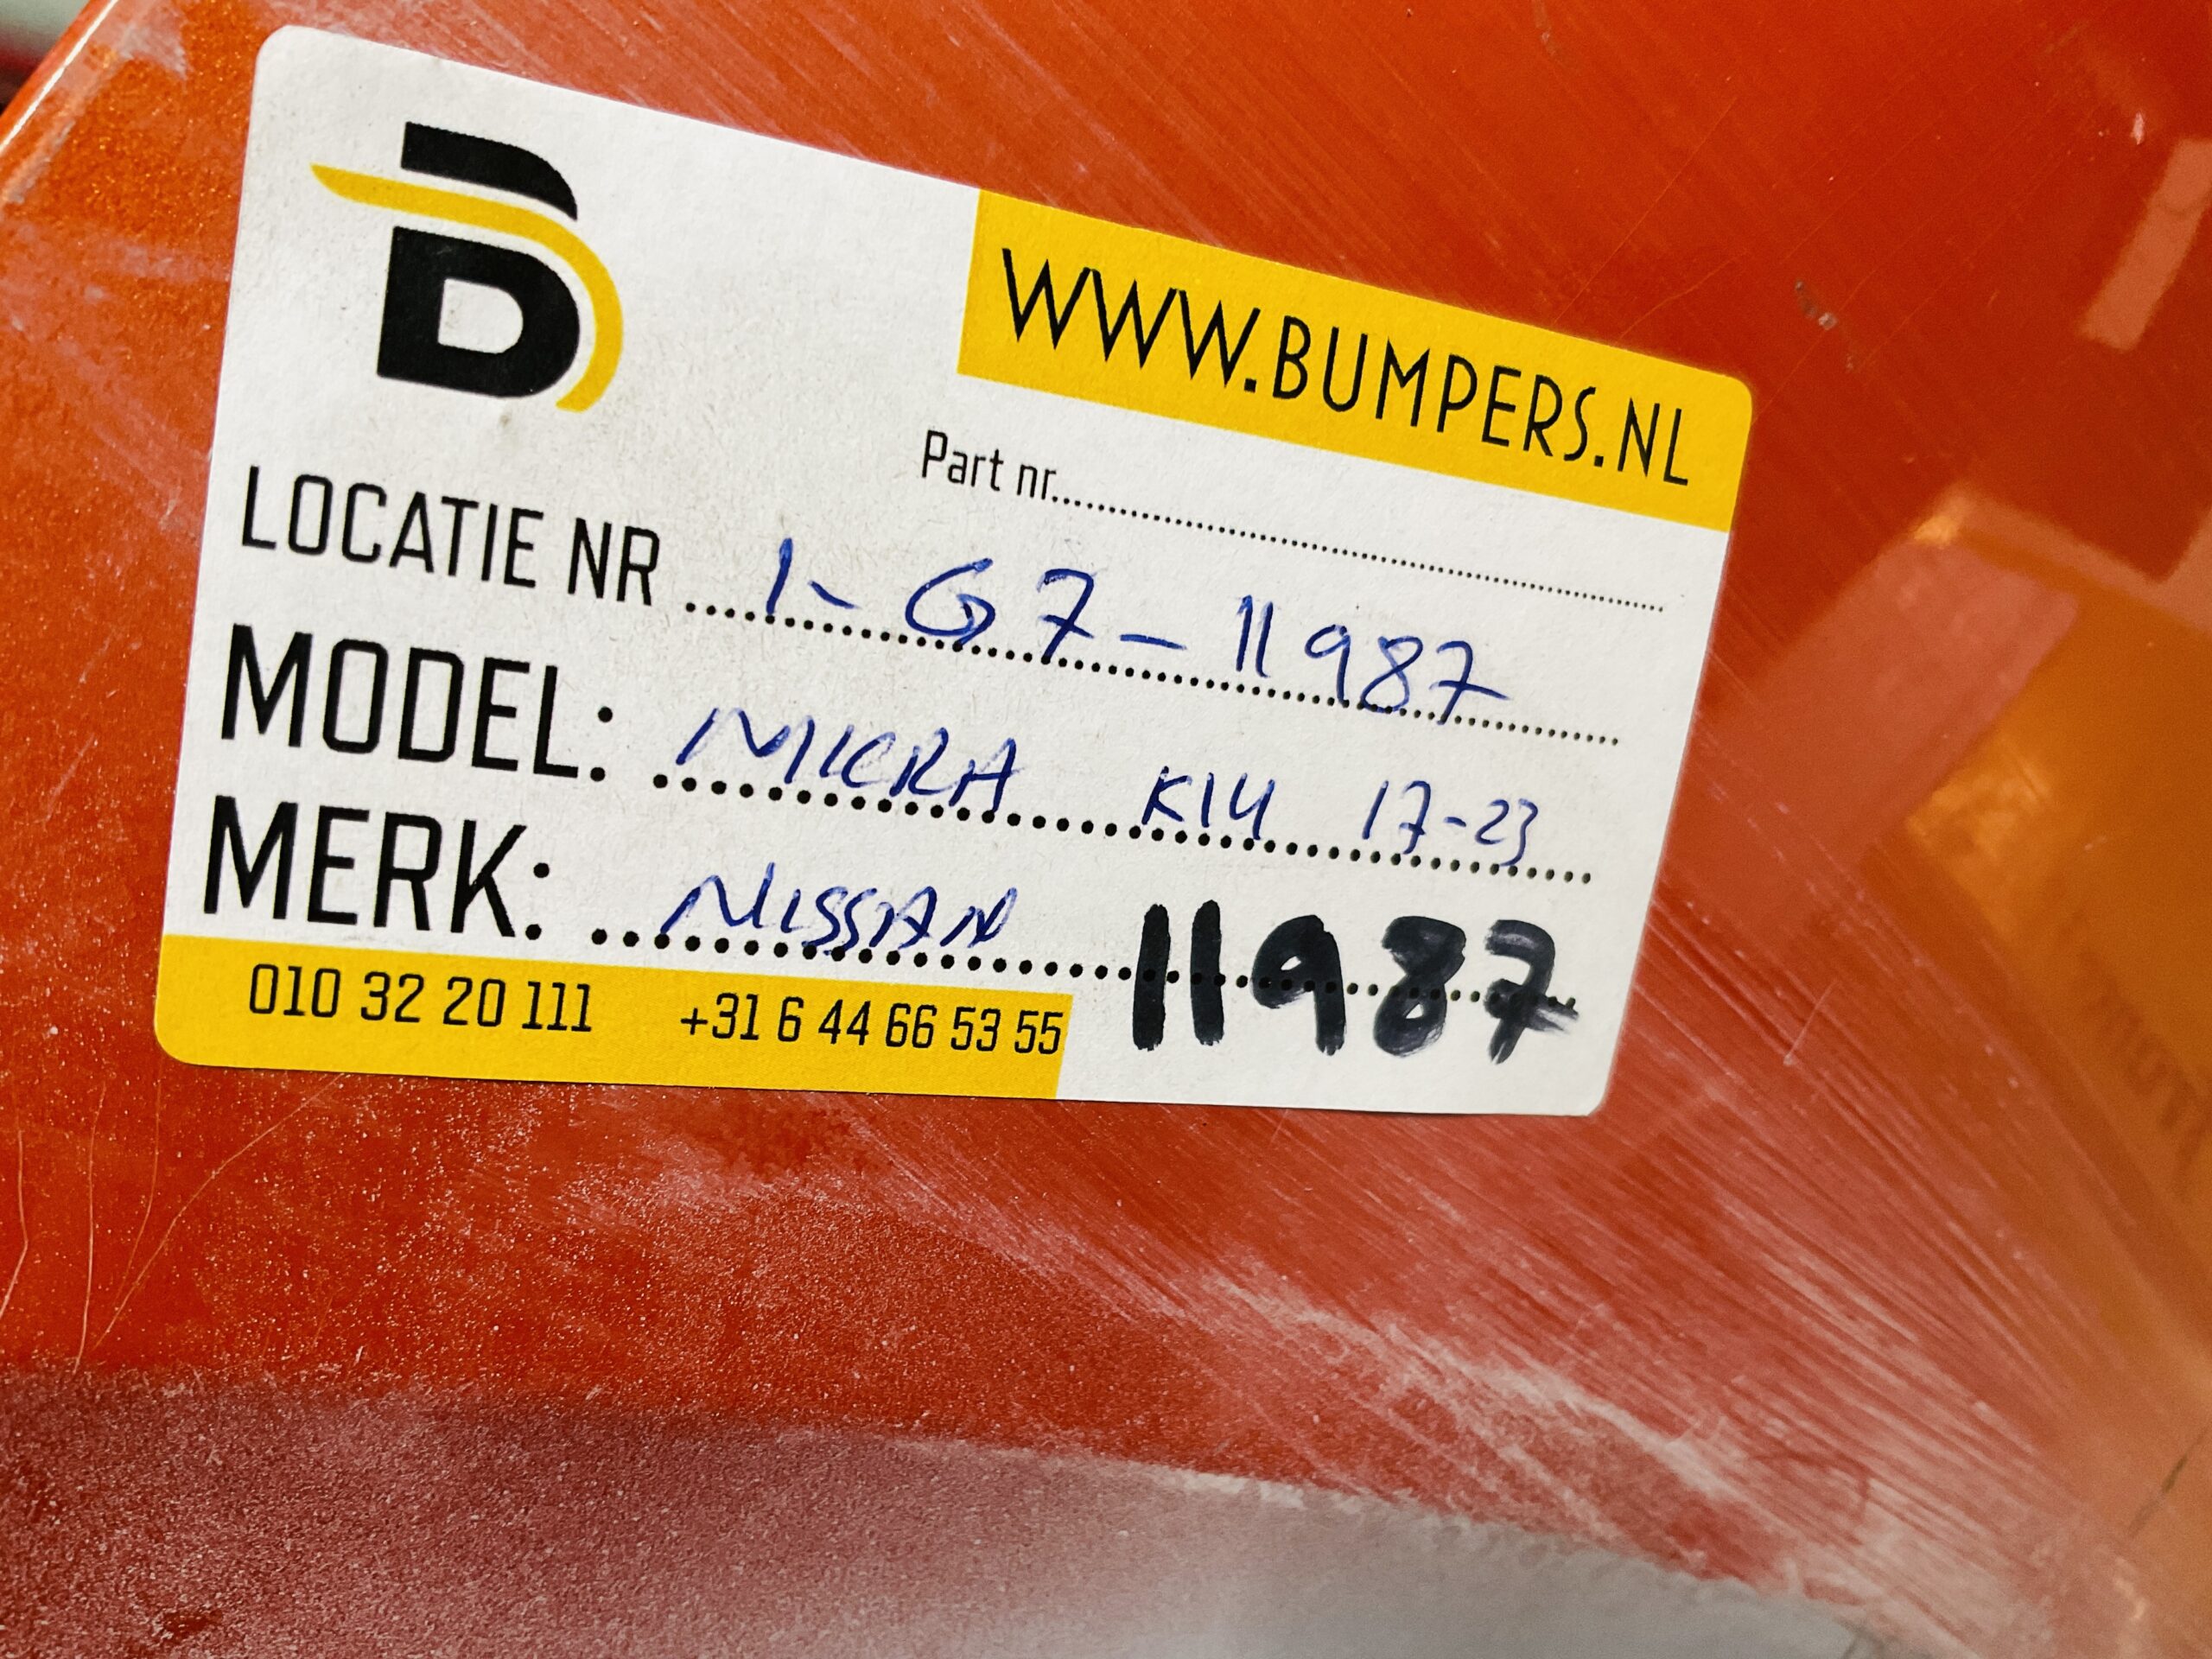 B
WWW.BUMPERS.NL
Part nr.
LOCATIE NR 1-G7-11987
MODEL: MICRA K14 17-23
MERK: NISSAN
11987
010 32 20 111 +31 6 44 66 53 55